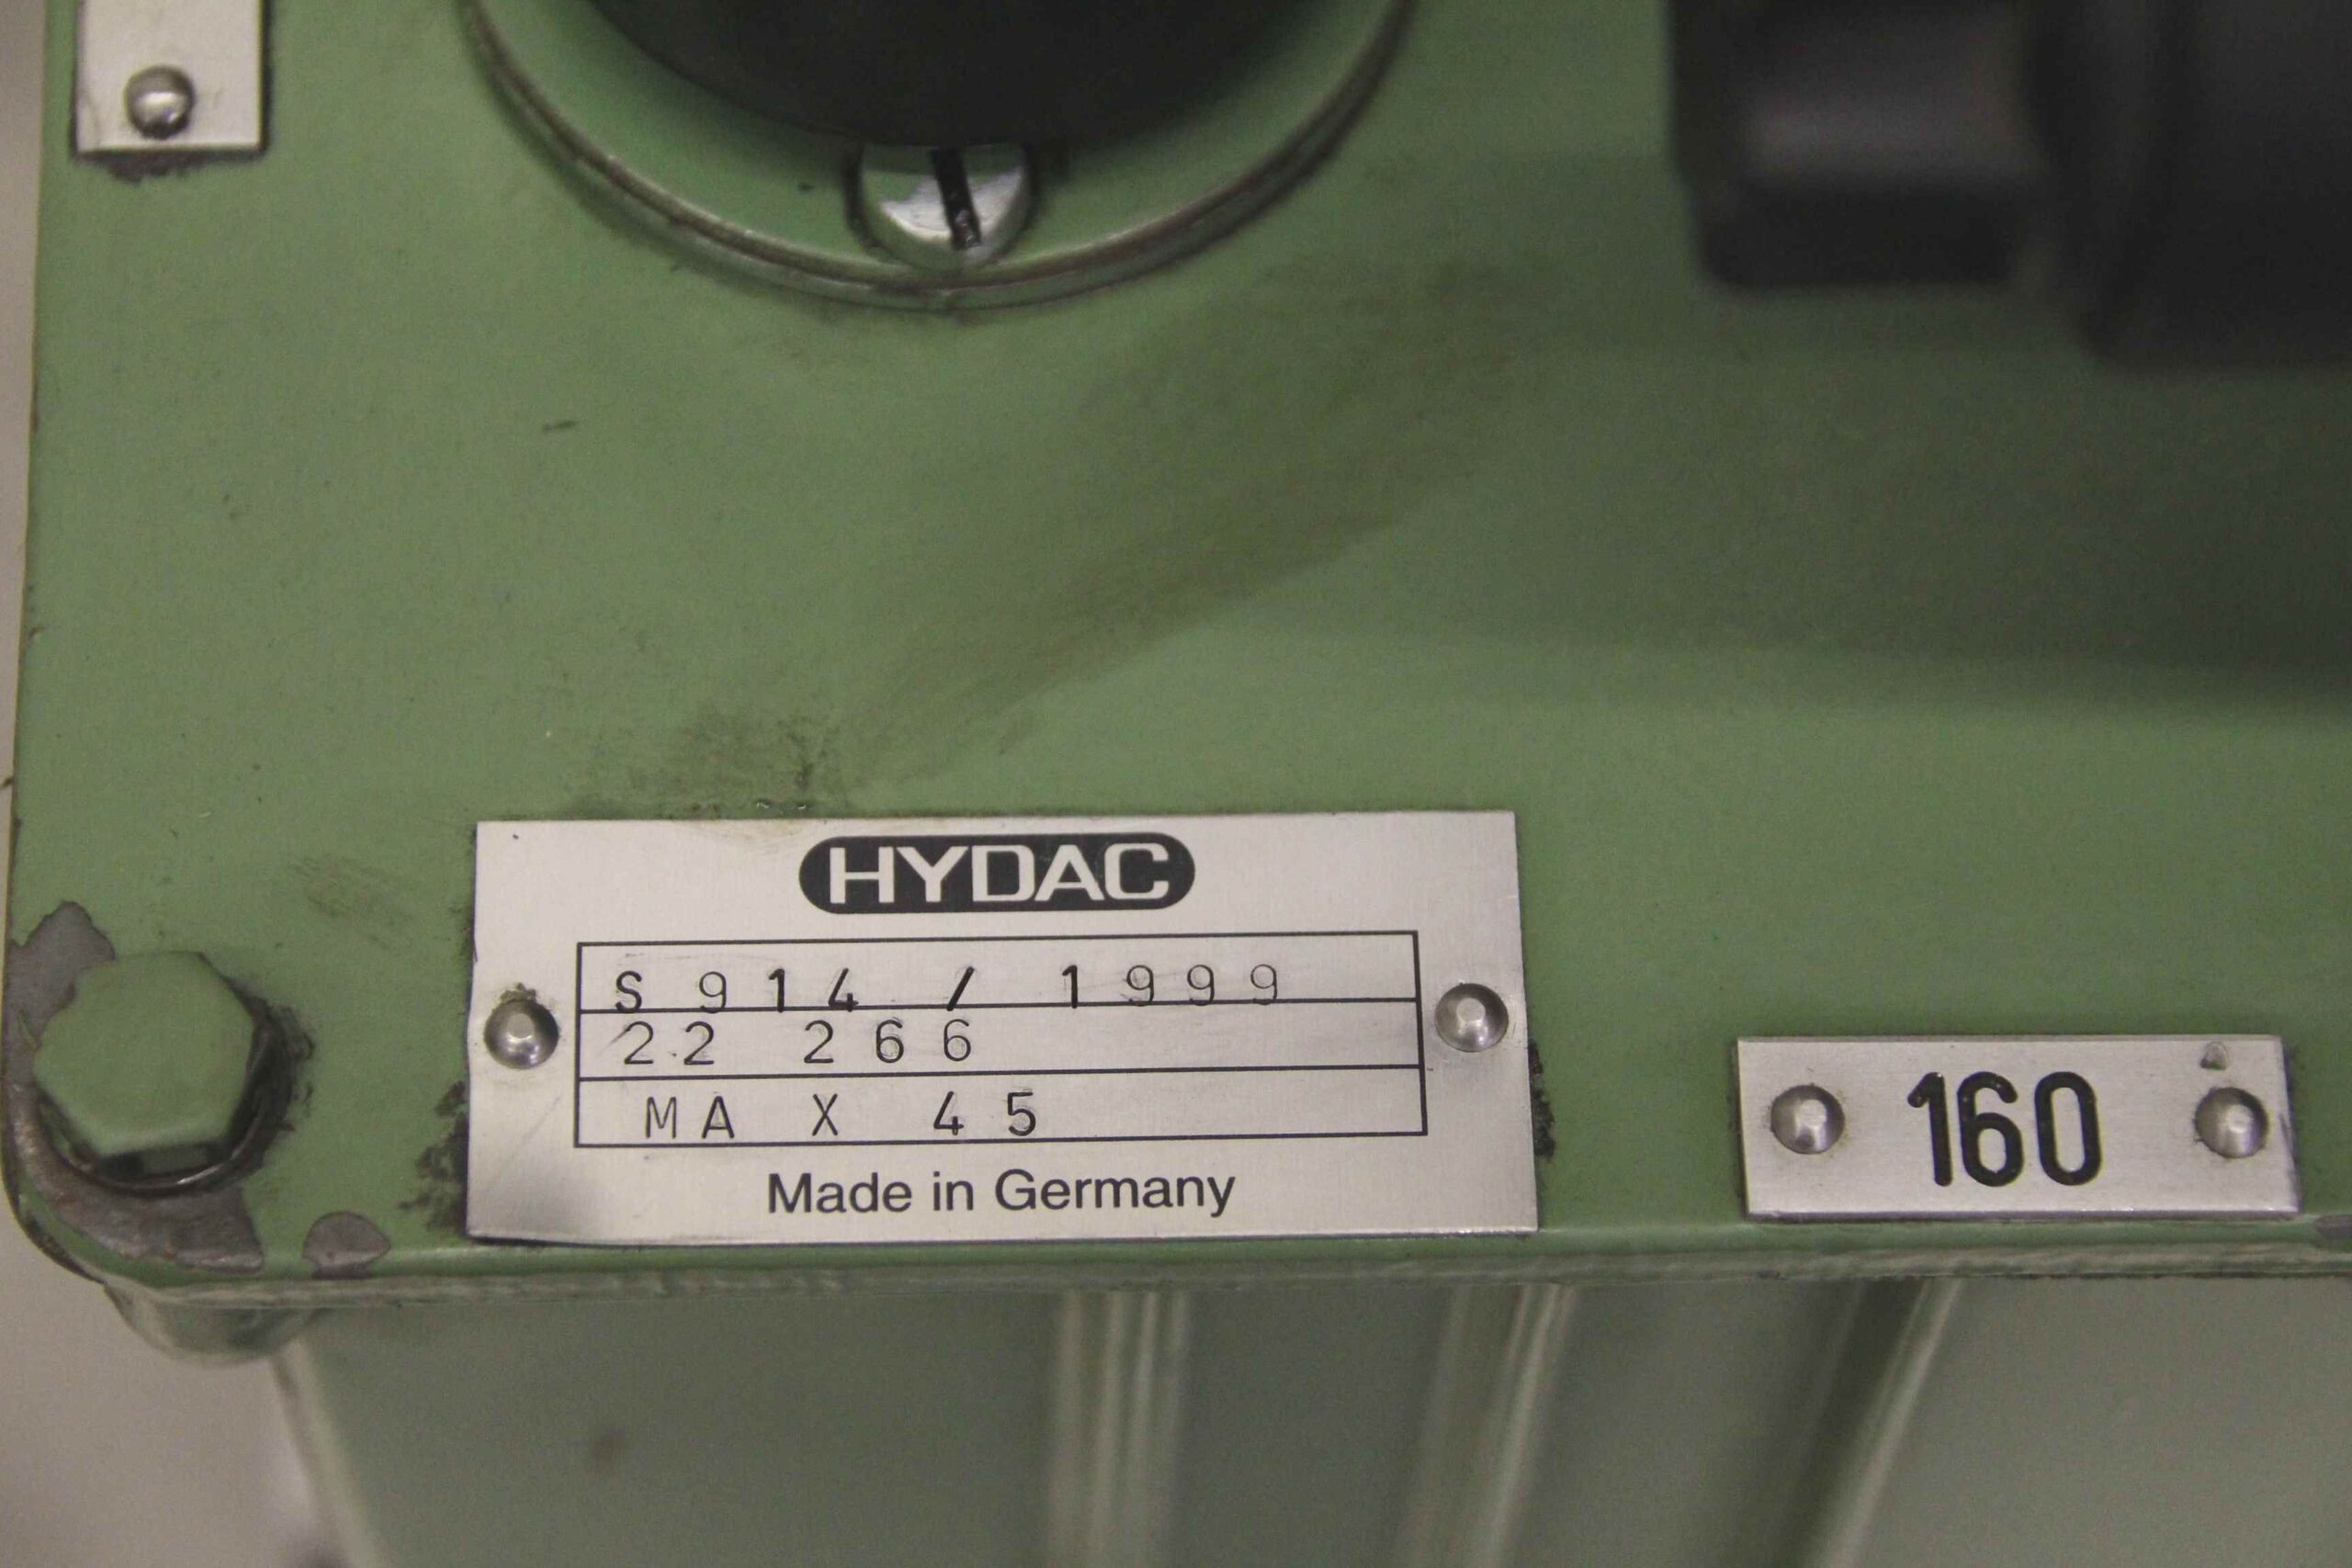 HYDAC
S 914 / 1999
22 266
MA X 45
Made in Germany
160